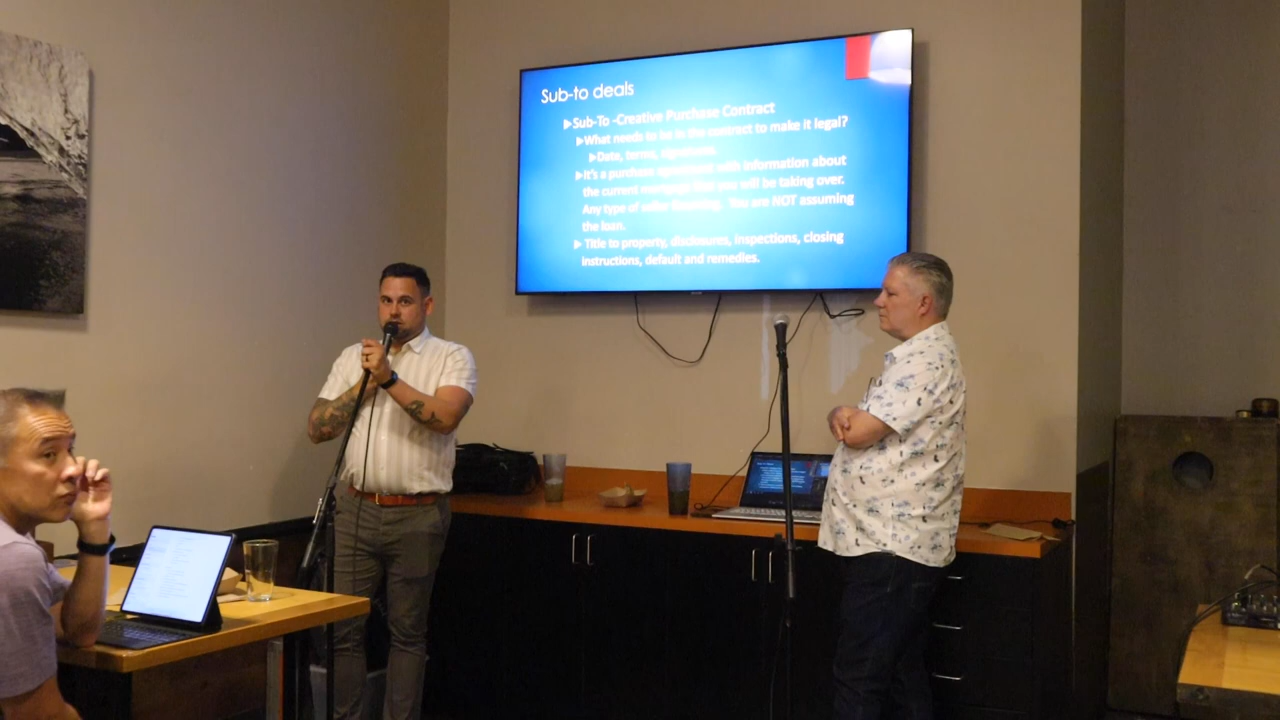 Sub-to deals
Sub-To -Creative Purchase Contract
What needs to be in the contract to make it legal?
Date, terms, signatures.
It's a purchase agreement with information about
the current mortgage that you will be taking over.
Any type of seller financing. You are NOT assuming
the loan.
Title to property, disclosures, inspections, closing
instructions, default and remedies.